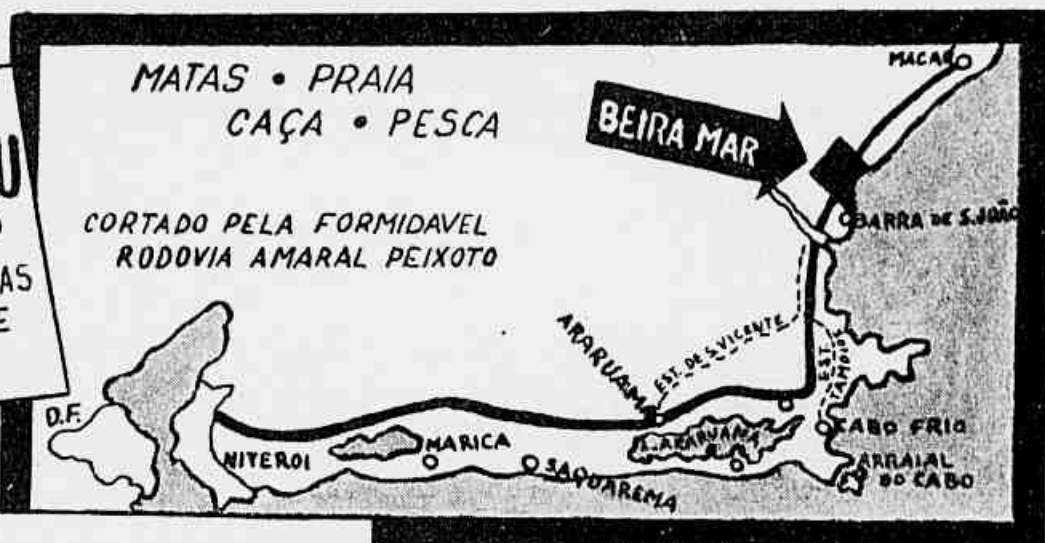 MATAS • PRAIA
CAÇA • PESCA
CORTADO PELA FORMIDAVEL
RODOVIA AMARAL PEIXOTO
BEIRA MAR
MACAÉ
BARRA DE S. JOÃO
ARARUAMA
EST. DE S. VICENTE
EST. TAMOIOS
D.F.
NITEROI
MARICA
SAQUAREMA
L. ARARUAMA
CABO FRIO
ARRAIAL
DO CABO
AS
E